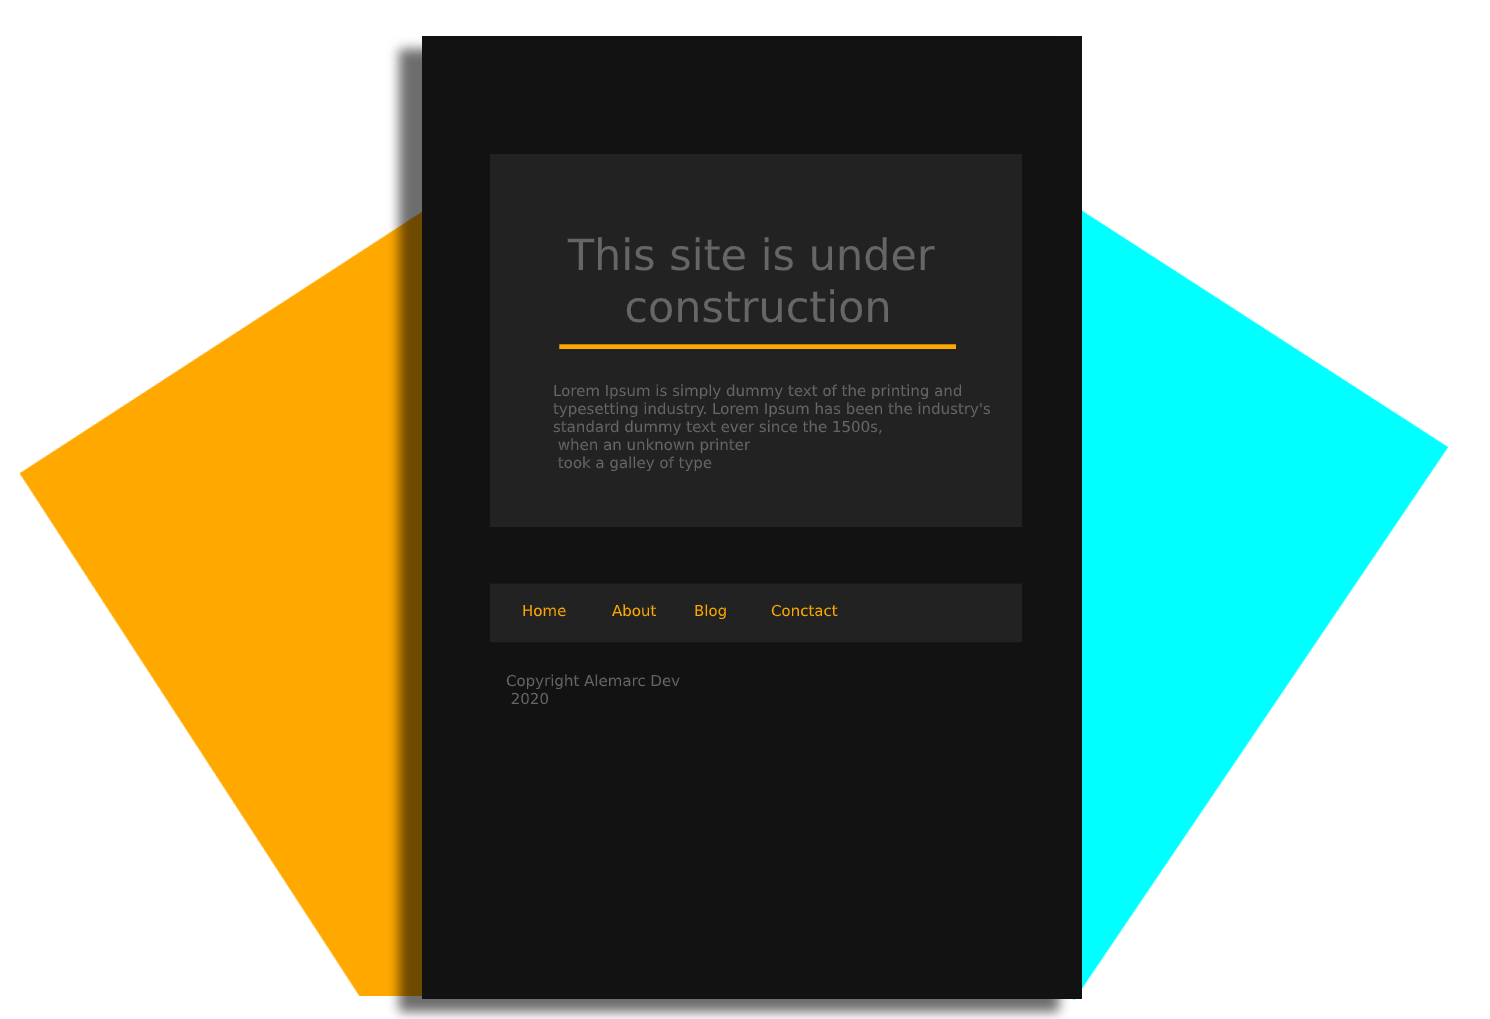 This site is under
construction
Lorem Ipsum is simply dummy text of the printing and
typesetting industry. Lorem Ipsum has been the industry's
standard dummy text ever since the 1500s,
when an unknown printer
took a galley of type
Home About Blog Conctact
Copyright Alemarc Dev
2020